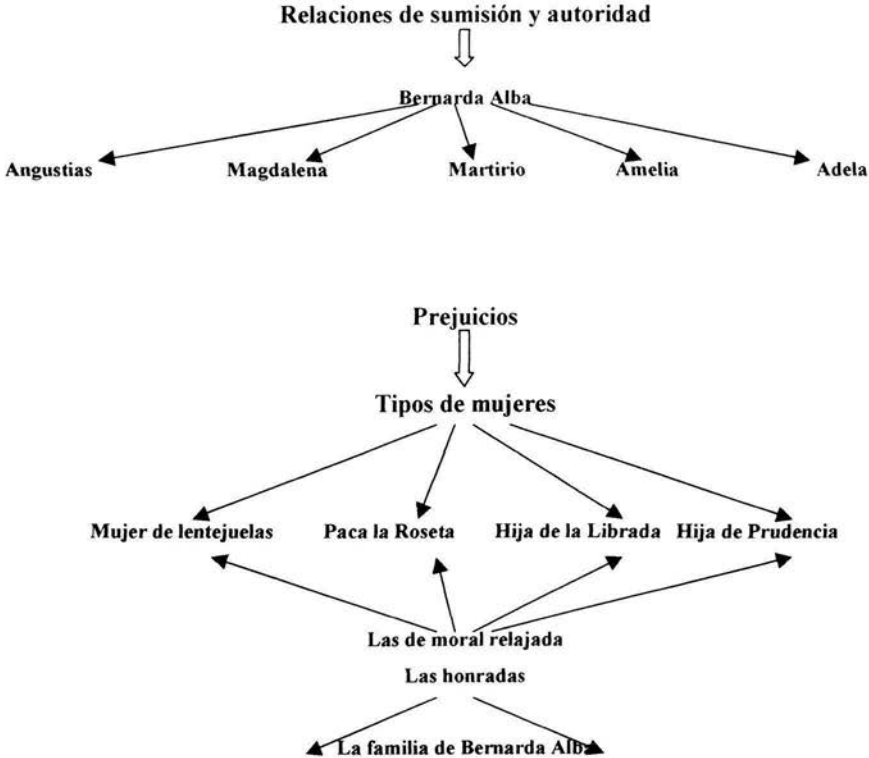 Relaciones de sumisión y autoridad
Bernarda Alba
Angustias Magdalena Martirio Amelia Adela
Prejuicios
Tipos de mujeres
Mujer de lentejuelas Paca la Roseta Hija de la Librada Hija de Prudencia
Las de moral relajada
Las honradas
La familia de Bernarda Alba